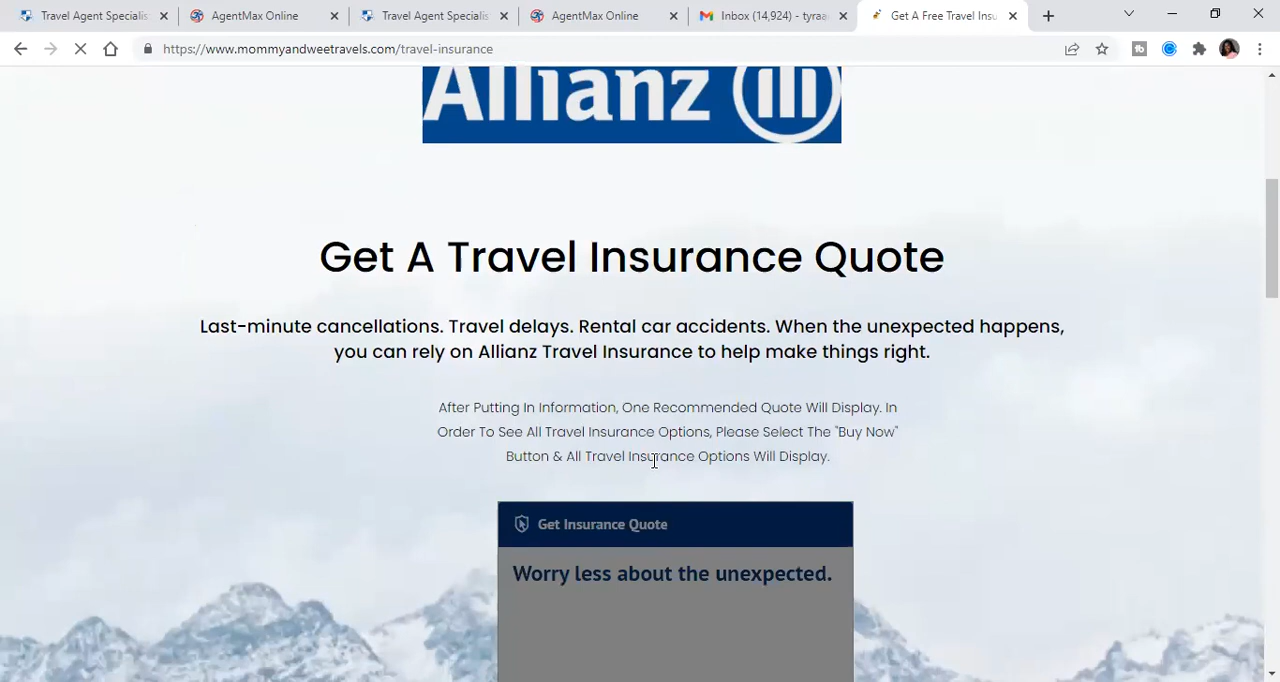 Travel Agent Specialis
AgentMax Online
Travel Agent Specialis
AgentMax Online
Inbox (14,924) - tyraa
Get A Free Travel Insu
https://www.mommyandweetravels.com/travel-insurance
Allianz
Get A Travel Insurance Quote
Last-minute cancellations. Travel delays. Rental car accidents. When the unexpected happens,
you can rely on Allianz Travel Insurance to help make things right.
After Putting In Information, One Recommended Quote Will Display. In
Order To See All Travel Insurance Options, Please Select The "Buy Now"
Button & All Travel Insurance Options Will Display.
Get Insurance Quote
Worry less about the unexpected.